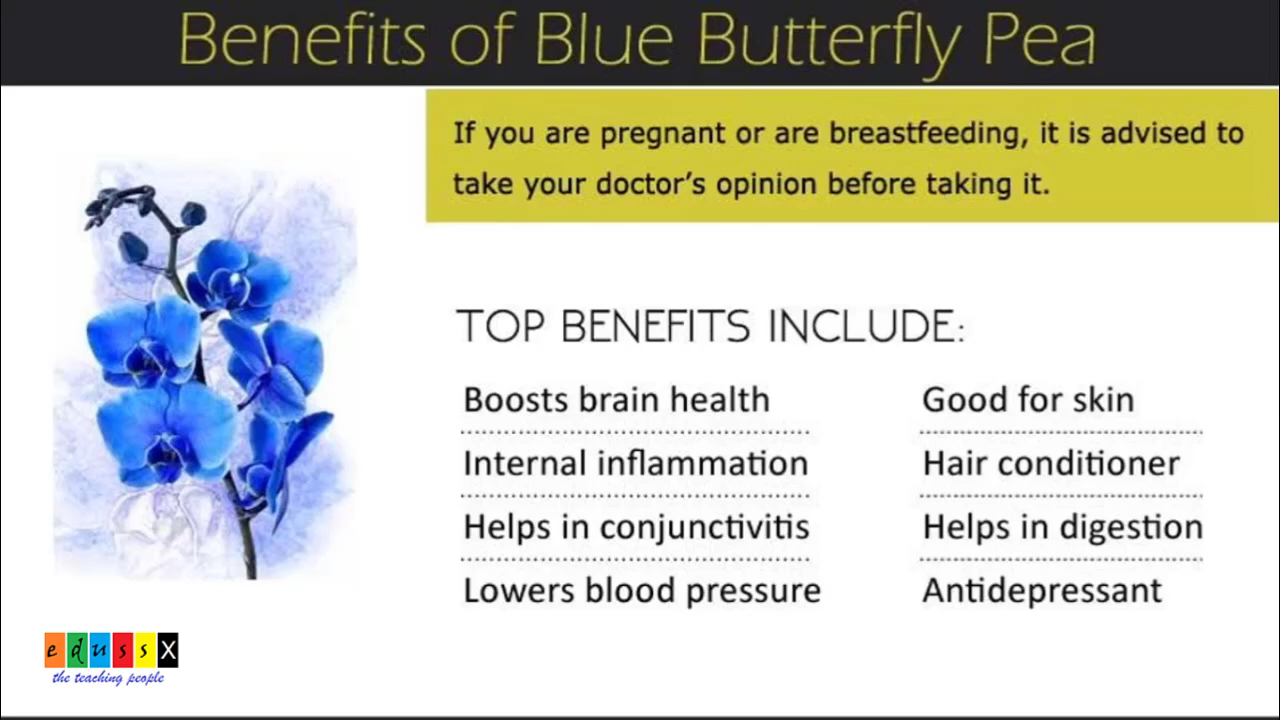 Benefits of Blue Butterfly Pea
If you are pregnant or are breastfeeding, it is advised to
take your doctor's opinion before taking it.
TOP BENEFITS INCLUDE:
Boosts brain health
Internal inflammation
Helps in conjunctivitis
Lowers blood pressure
Good for skin
Hair conditioner
Helps in digestion
Antidepressant
edussX
the teaching people